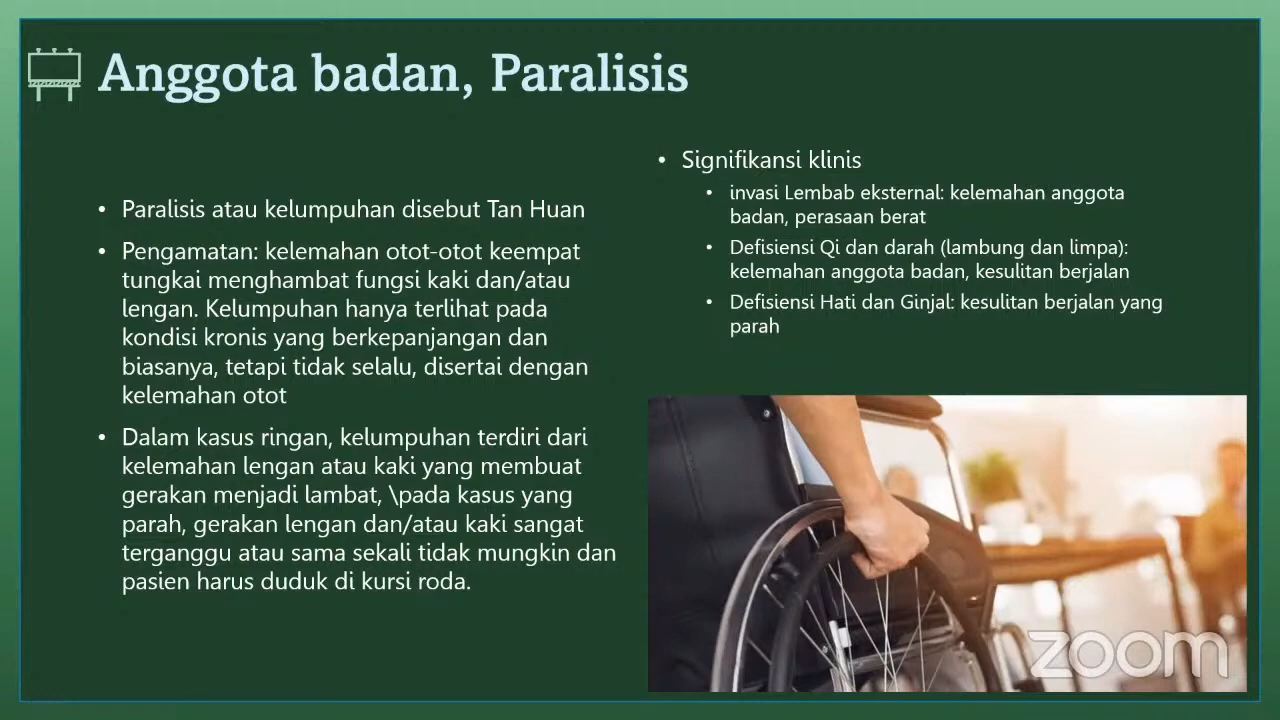 Anggota badan, Paralisis
• Paralisis atau kelumpuhan disebut Tan Huan
• Pengamatan: kelemahan otot-otot keempat
tungkai menghambat fungsi kaki dan/atau
lengan. Kelumpuhan hanya terlihat pada
kondisi kronis yang berkepanjangan dan
biasanya, tetapi tidak selalu, disertai dengan
kelemahan otot
• Dalam kasus ringan, kelumpuhan terdiri dari
kelemahan lengan atau kaki yang membuat
gerakan menjadi lambat, \pada kasus yang
parah, gerakan lengan dan/atau kaki sangat
terganggu atau sama sekali tidak mungkin dan
pasien harus duduk di kursi roda.
• Signifikansi klinis
• invasi Lembab eksternal: kelemahan anggota
badan, perasaan berat
• Defisiensi Qi dan darah (lambung dan limpa):
kelemahan anggota badan, kesulitan berjalan
• Defisiensi Hati dan Ginjal: kesulitan berjalan yang
parah
zoom